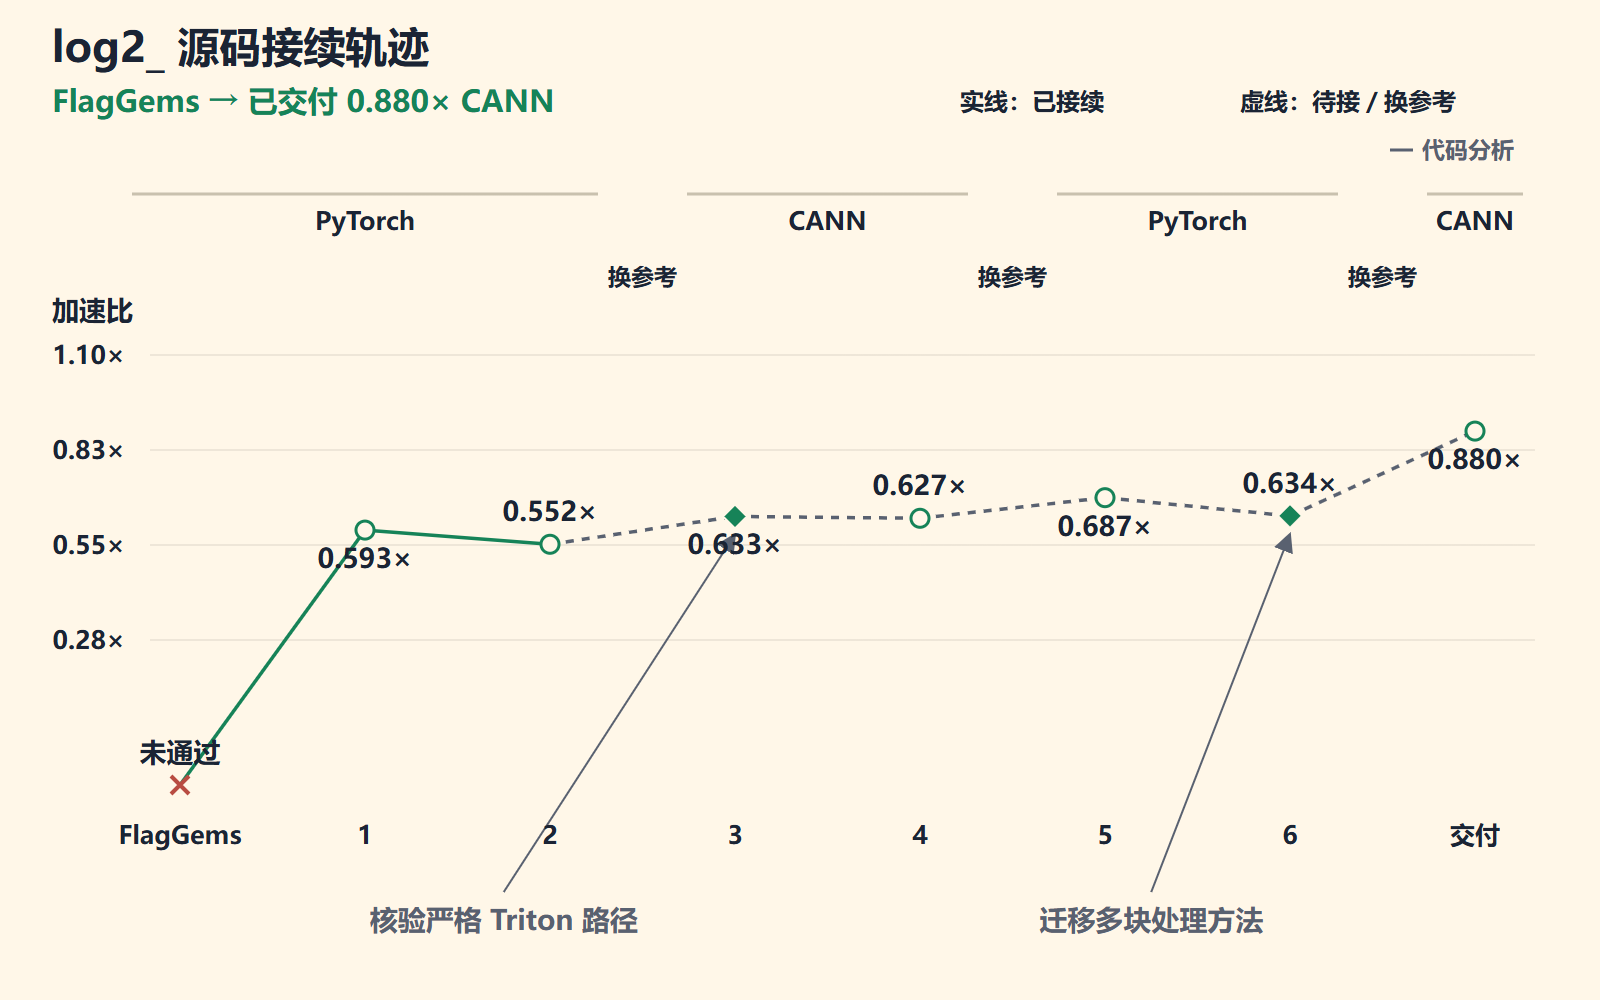 log2_ 源码接续轨迹
FlagGems → 已交付 0.880× CANN
实线：已接续
虚线：待接 / 换参考
代码分析
PyTorch
CANN
PyTorch
CANN
换参考
换参考
换参考
加速比
1.10×
0.83×
0.55×
0.28×
未通过
0.593×
0.552×
0.633×
0.627×
0.687×
0.634×
0.880×
FlagGems
1
2
3
4
5
6
交付
核验严格 Triton 路径
迁移多块处理方法